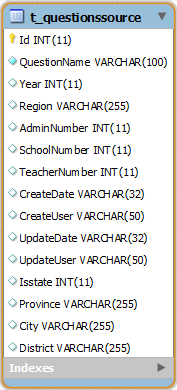 t_questionssource
Id INT(11)
QuestionName VARCHAR(100)
Year INT(11)
Region VARCHAR(255)
AdminNumber INT(11)
SchoolNumber INT(11)
TeacherNumber INT(11)
CreateDate VARCHAR(32)
CreateUser VARCHAR(50)
UpdateDate VARCHAR(32)
UpdateUser VARCHAR(50)
Isstate INT(11)
Province VARCHAR(255)
City VARCHAR(255)
District VARCHAR(255)
Indexes